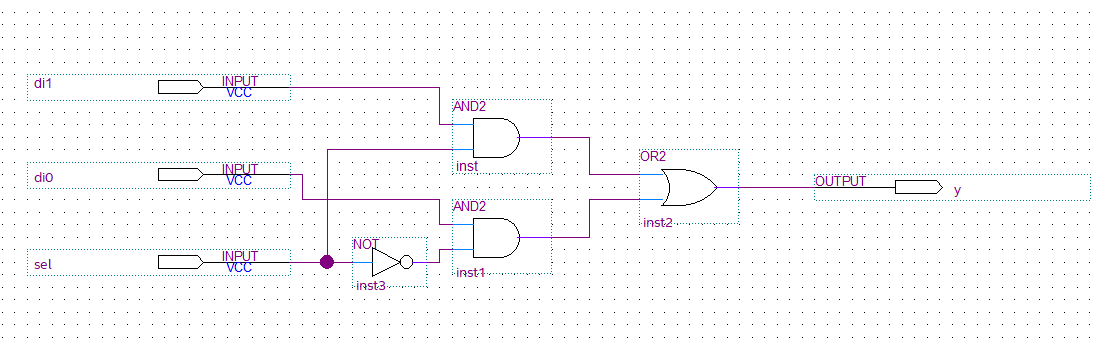 di1
INPUT
VCC
AND2
inst
di0
INPUT
VCC
OR2
inst2
OUTPUT
y
AND2
inst1
sel
INPUT
VCC
NOT
inst3